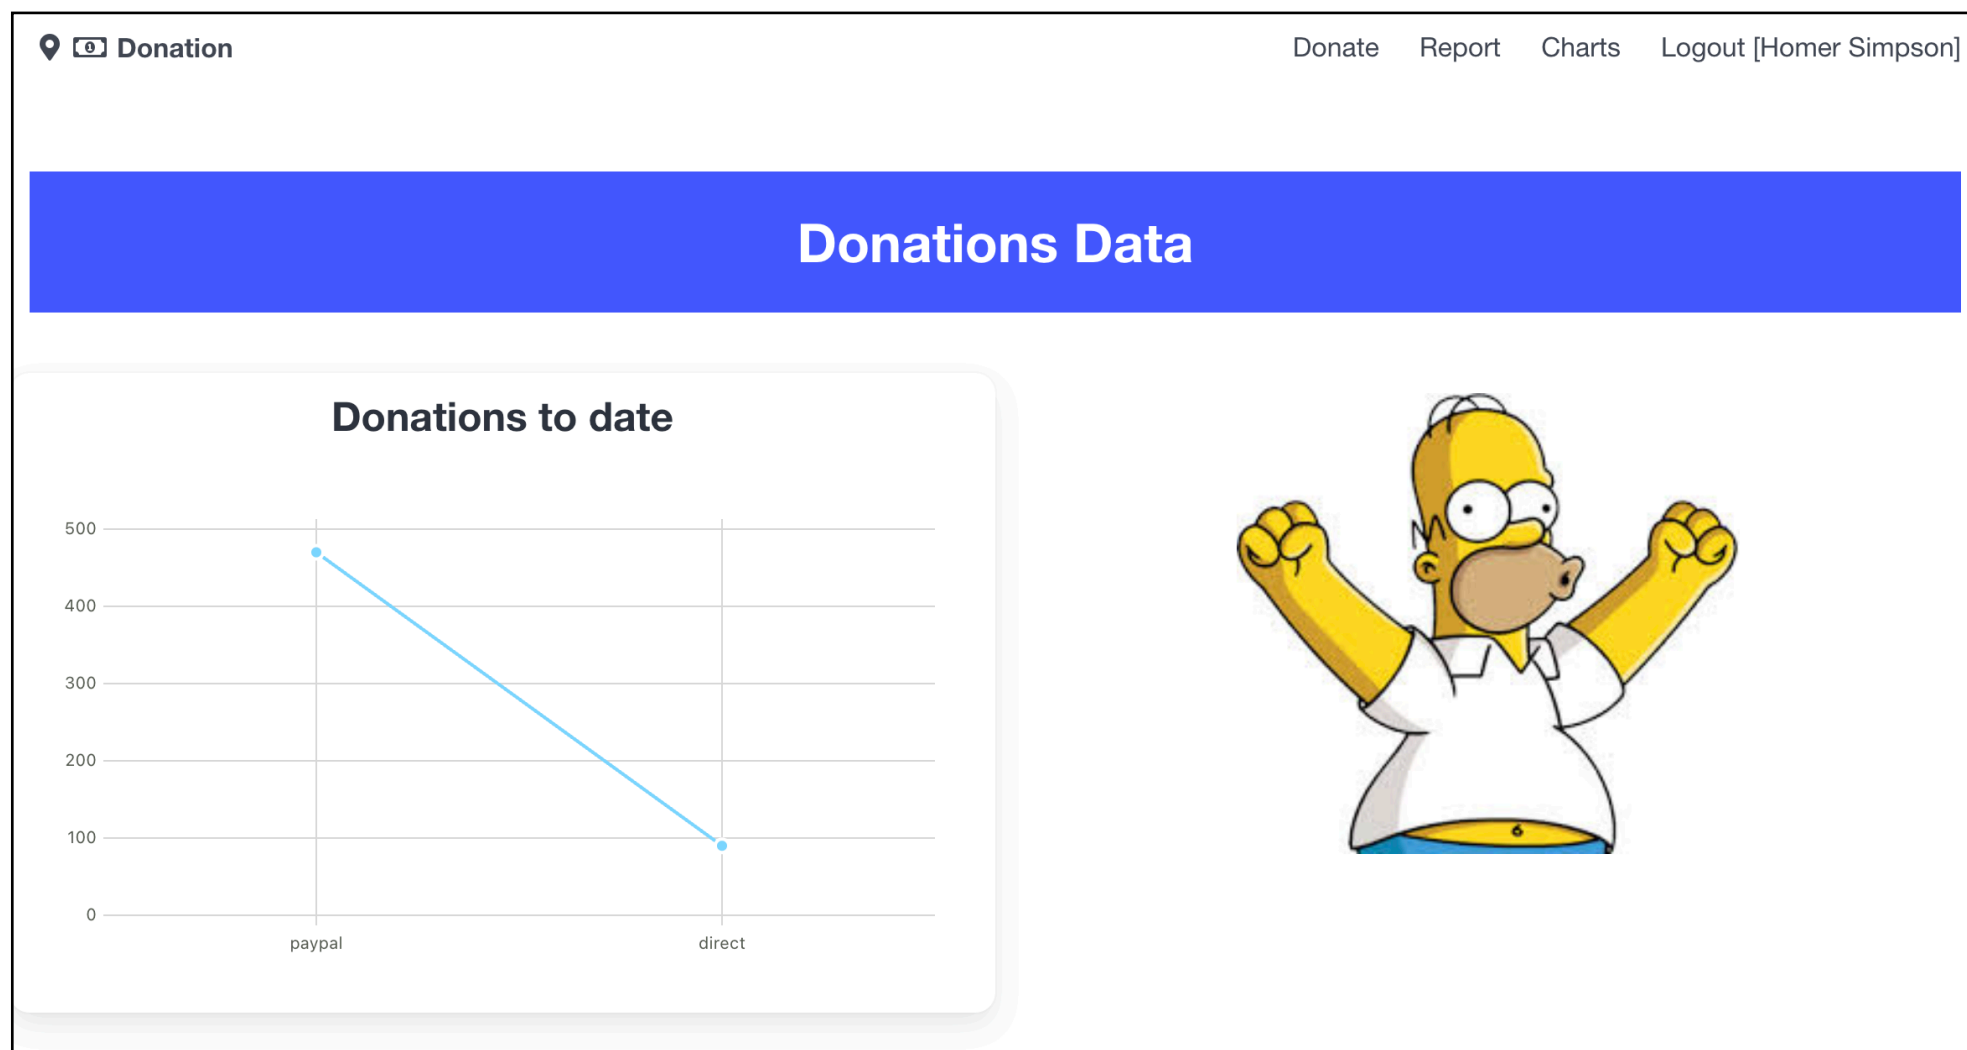 Donation
Donate Report Charts Logout [Homer Simpson]
Donations Data
Donations to date
500
400
300
200
100
0
paypal direct